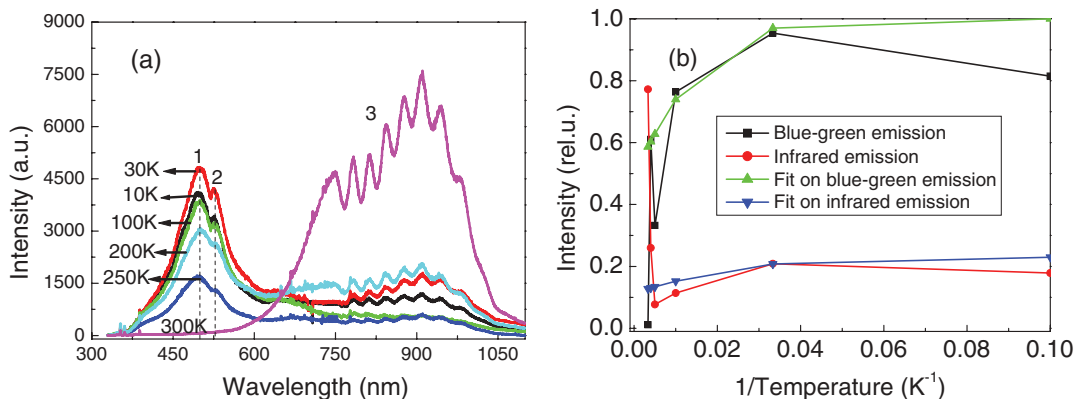 (a)
9000
7500
6000
4500
3000
1500
0
Intensity (a.u.)
30K
10K
100K
200K
250K
300K
1
2
3
300 450 600 750 900 1050
Wavelength (nm)
(b)
1.0
0.8
0.6
0.4
0.2
0.0
Intensity (rel.u.)
Blue-green emission
Infrared emission
Fit on blue-green emission
Fit on infrared emission
0.00 0.02 0.04 0.06 0.08 0.10
1/Temperature (K⁻¹)